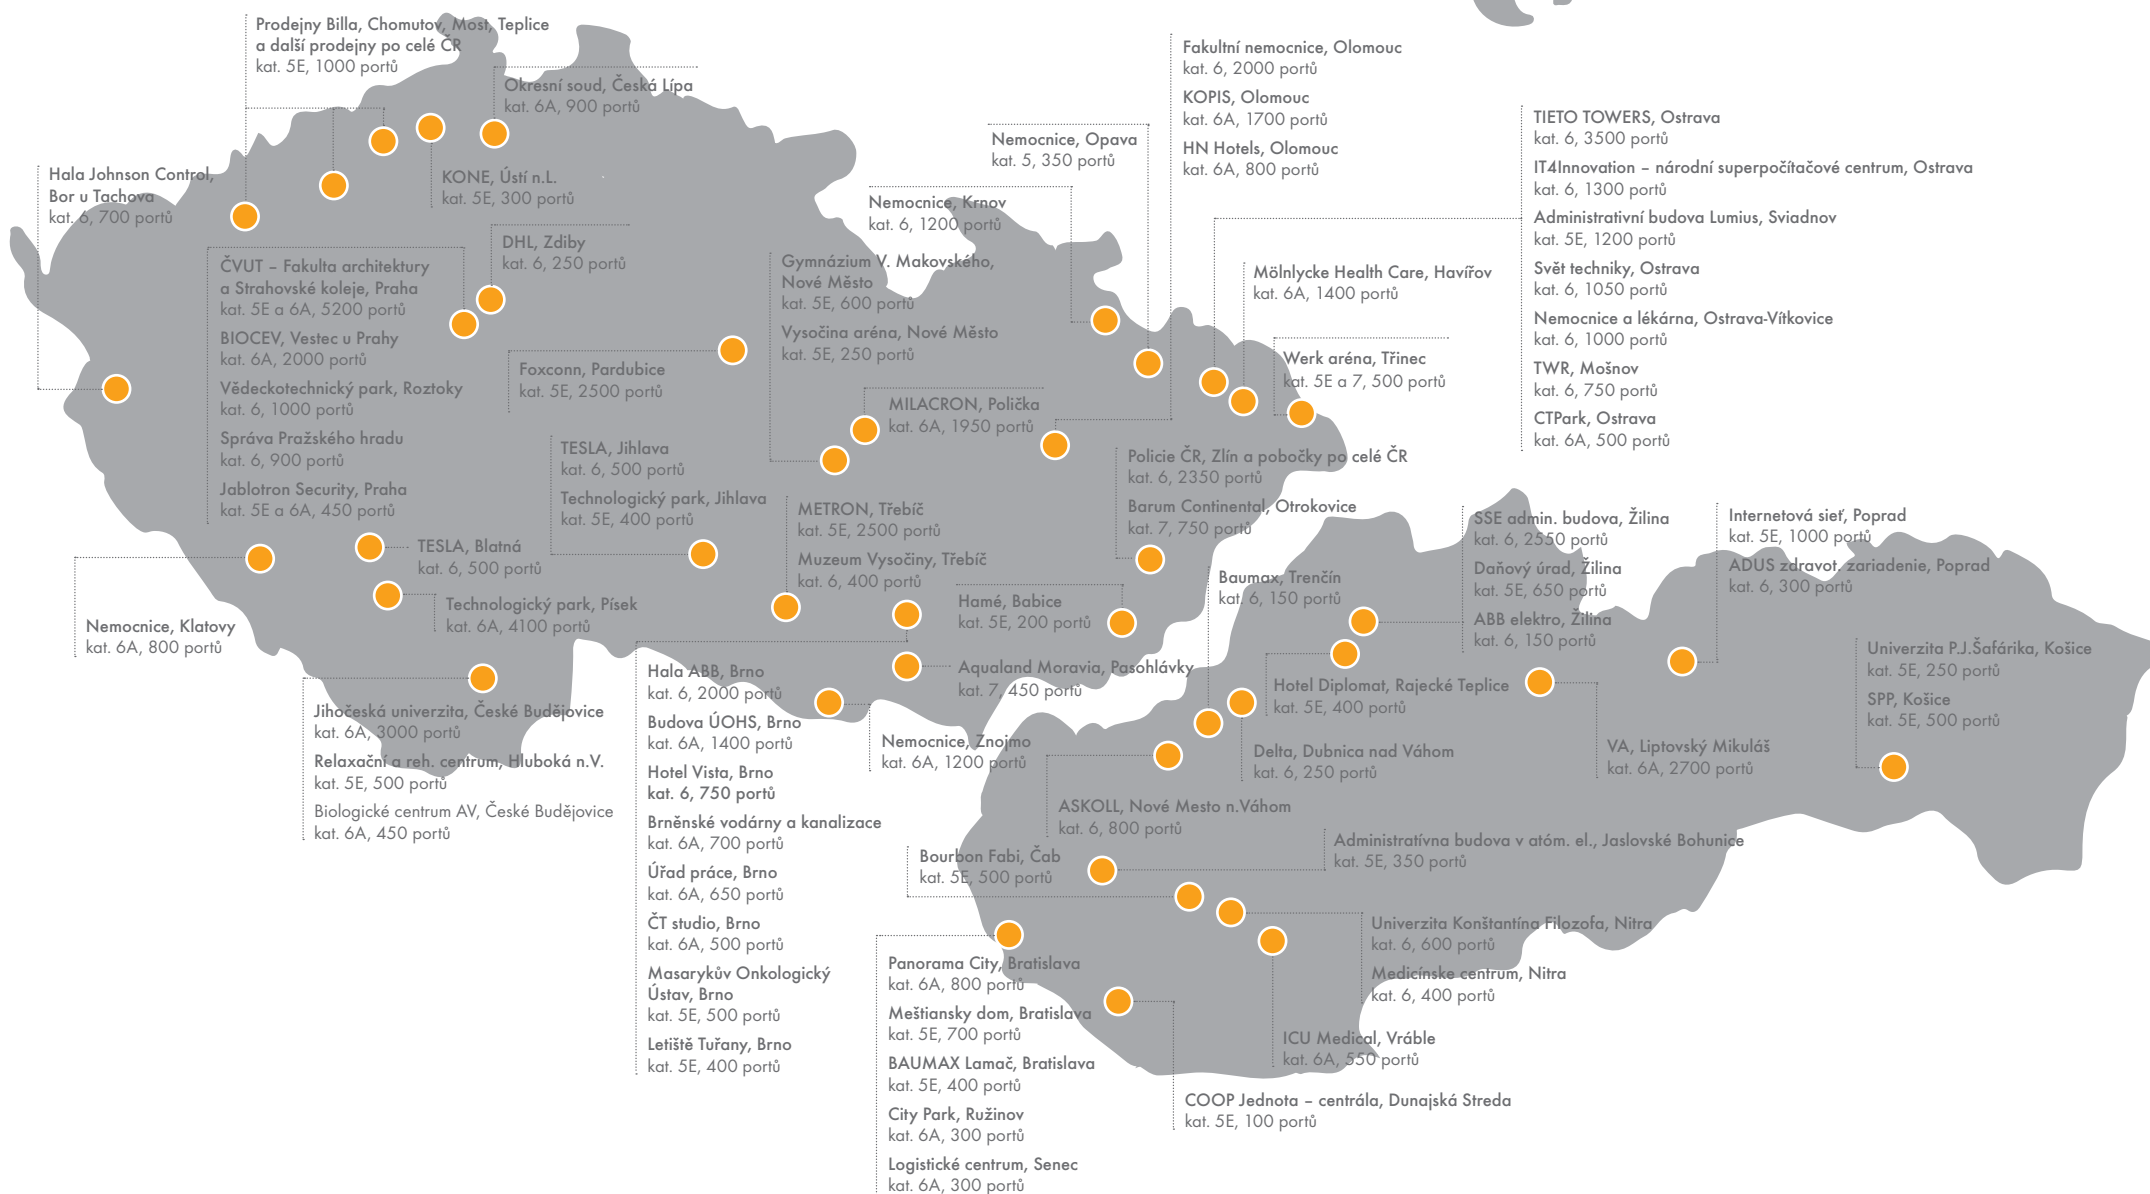 Prodejny Billa, Chomutov, Most, Teplice
a další prodejny po celé ČR
kat. 5E, 1000 portů
Okresní soud, Česká Lípa
kat. 6A, 900 portů
KONE, Ústí n.L.
kat. 5E, 300 portů
Hala Johnson Control,
Bor u Tachova
kat. 6, 700 portů
DHL, Zdiby
kat. 6, 250 portů
ČVUT – Fakulta architektury
a Strahovské koleje, Praha
kat. 5E a 6A, 5200 portů
BIOCEV, Vestec u Prahy
kat. 6A, 2000 portů
Vědeckotechnický park, Roztoky
kat. 6, 1000 portů
Správa Pražského hradu
kat. 6, 900 portů
Jablotron Security, Praha
kat. 5E a 6A, 450 portů
Foxconn, Pardubice
kat. 5E, 2500 portů
TESLA, Jihlava
kat. 6, 500 portů
Technologický park, Jihlava
kat. 5E, 400 portů
TESLA, Blatná
kat. 6, 500 portů
Technologický park, Písek
kat. 6A, 4100 portů
Nemocnice, Klatovy
kat. 6A, 800 portů
Jihočeská univerzita, České Budějovice
kat. 6A, 3000 portů
Relaxační a reh. centrum, Hluboká n.V.
kat. 5E, 500 portů
Biologické centrum AV, České Budějovice
kat. 6A, 450 portů
Gymnázium V. Makovského,
Nové Město
kat. 5E, 600 portů
Vysočina aréna, Nové Město
kat. 5E, 250 portů
MILACRON, Polička
kat. 6A, 1950 portů
METRON, Třebíč
kat. 5E, 2500 portů
Muzeum Vysočiny, Třebíč
kat. 6, 400 portů
Hamé, Babice
kat. 5E, 200 portů
Aqualand Moravia, Pasohlávky
kat. 7, 450 portů
Nemocnice, Znojmo
kat. 6A, 1200 portů
Hala ABB, Brno
kat. 6, 2000 portů
Budova ÚOHS, Brno
kat. 6A, 1400 portů
Hotel Vista, Brno
kat. 6, 750 portů
Brněnské vodárny a kanalizace
kat. 6A, 700 portů
Úřad práce, Brno
kat. 6A, 650 portů
ČT studio, Brno
kat. 6A, 500 portů
Masarykův Onkologický
Ústav, Brno
kat. 5E, 500 portů
Letiště Tuřany, Brno
kat. 5E, 400 portů
Nemocnice, Krnov
kat. 6, 1200 portů
Nemocnice, Opava
kat. 5, 350 portů
Fakultní nemocnice, Olomouc
kat. 6, 2000 portů
KOPIS, Olomouc
kat. 6A, 1700 portů
HN Hotels, Olomouc
kat. 6A, 800 portů
Mölnlycke Health Care, Havířov
kat. 6A, 1400 portů
Werk aréna, Třinec
kat. 5E a 7, 500 portů
TIETO TOWERS, Ostrava
kat. 6, 3500 portů
IT4Innovation – národní superpočítačové centrum, Ostrava
kat. 6, 1300 portů
Administrativní budova Lumius, Sviadnov
kat. 5E, 1200 portů
Svět techniky, Ostrava
kat. 6, 1050 portů
Nemocnice a lékárna, Ostrava-Vítkovice
kat. 6, 1000 portů
TWR, Mošnov
kat. 6, 750 portů
CTPark, Ostrava
kat. 6A, 500 portů
Policie ČR, Zlín a pobočky po celé ČR
kat. 6, 2350 portů
Barum Continental, Otrokovice
kat. 7, 750 portů
Baumax, Trenčín
kat. 6, 150 portů
SSE admin. budova, Žilina
kat. 6, 2550 portů
Daňový úrad, Žilina
kat. 5E, 650 portů
ABB elektro, Žilina
kat. 6, 150 portů
Internetová sieť, Poprad
kat. 5E, 1000 portů
ADUS zdravot. zariadenie, Poprad
kat. 6, 300 portů
Univerzita P.J.Šafárika, Košice
kat. 5E, 250 portů
SPP, Košice
kat. 5E, 500 portů
Hotel Diplomat, Rajecké Teplice
kat. 5E, 400 portů
Delta, Dubnica nad Váhom
kat. 6, 250 portů
VA, Liptovský Mikuláš
kat. 6A, 2700 portů
ASKOLL, Nové Mesto n.Váhom
kat. 6, 800 portů
Bourbon Fabi, Čab
kat. 5E, 500 portů
Administratívna budova v atóm. el., Jaslovské Bohunice
kat. 5E, 350 portů
Univerzita Konštantína Filozofa, Nitra
kat. 6, 600 portů
Medicínske centrum, Nitra
kat. 6, 400 portů
ICU Medical, Vráble
kat. 6A, 550 portů
COOP Jednota – centrála, Dunajská Streda
kat. 5E, 100 portů
Panorama City, Bratislava
kat. 6A, 800 portů
Meštiansky dom, Bratislava
kat. 5E, 700 portů
BAUMAX Lamač, Bratislava
kat. 5E, 400 portů
City Park, Ružinov
kat. 6A, 300 portů
Logistické centrum, Senec
kat. 6A, 300 portů